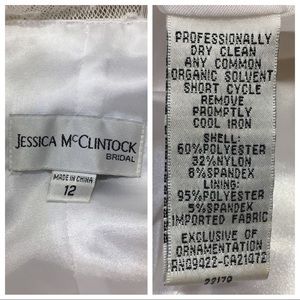 JESSICA MCCLINTOCK
BRIDAL
MADE IN CHINA
12
PROFESSIONALLY
DRY CLEAN
ANY COMMON
ORGANIC SOLVENT
SHORT CYCLE
REMOVE
PROMPTLY
COOL IRON
SHELL:
60%POLYESTER
32%NYLON
8%SPANDEX
LINING:
95%POLYESTER
5%SPANDEX
IMPORTED FABRIC
EXCLUSIVE OF
ORNAMENTATION
RN09422-CA21472
22170